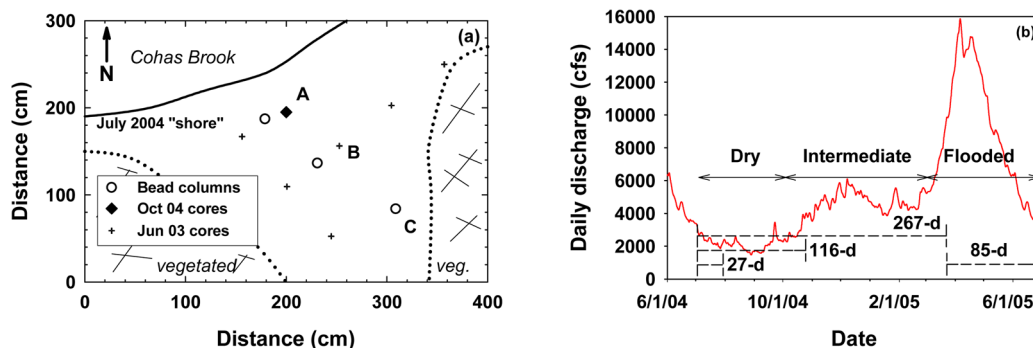 (a)
300
200
100
0
Distance (cm)
N
Cohas Brook
July 2004 "shore"
A
B
C
Bead columns
Oct 04 cores
Jun 03 cores
vegetated
veg.
0 100 200 300 400
Distance (cm)
(b)
16000
14000
12000
10000
8000
6000
4000
2000
0
Daily discharge (cfs)
Dry Intermediate Flooded
267-d
116-d
27-d
85-d
6/1/04 10/1/04 2/1/05 6/1/05
Date